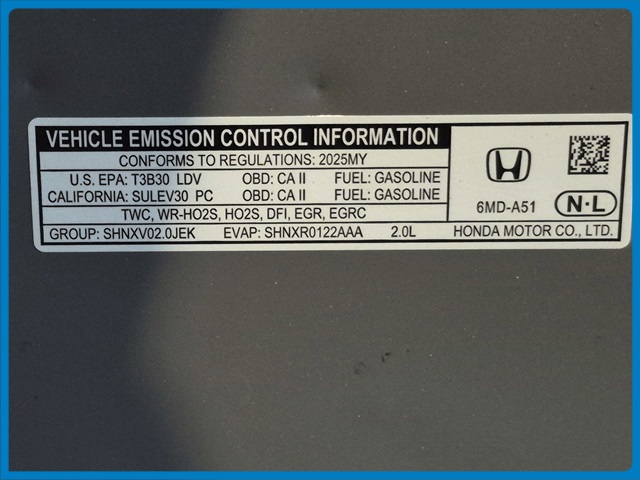 VEHICLE EMISSION CONTROL INFORMATION
CONFORMS TO REGULATIONS: 2025MY
U.S. EPA: T3B30 LDV OBD: CA II FUEL: GASOLINE
CALIFORNIA: SULEV30 PC OBD: CA II FUEL: GASOLINE
TWC, WR-HO2S, HO2S, DFI, EGR, EGRC
GROUP: SHNXV02.0JEK EVAP: SHNXR0122AAA 2.0L
6MD-A51 N·L
HONDA MOTOR CO., LTD.